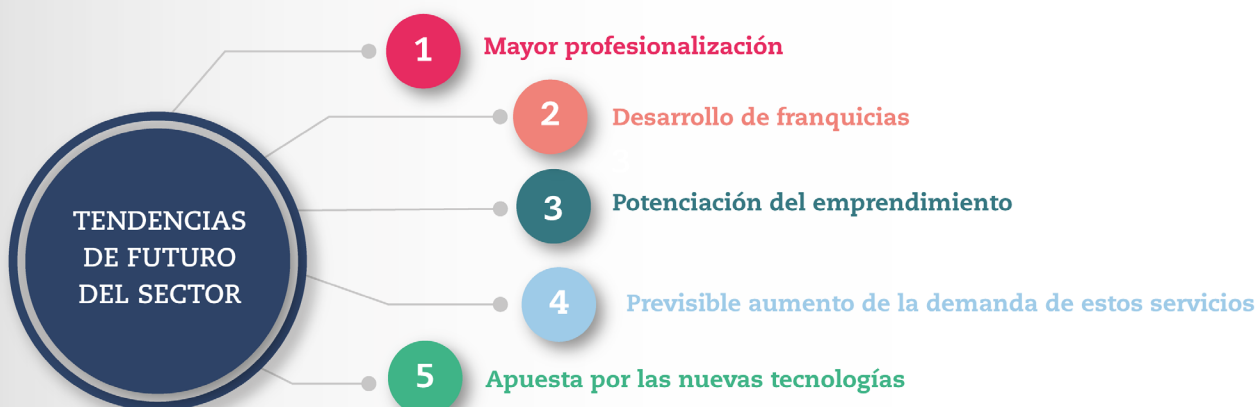 TENDENCIAS
DE FUTURO
DEL SECTOR
1 Mayor profesionalización
2 Desarrollo de franquicias
3 Potenciación del emprendimiento
4 Previsible aumento de la demanda de estos servicios
5 Apuesta por las nuevas tecnologías